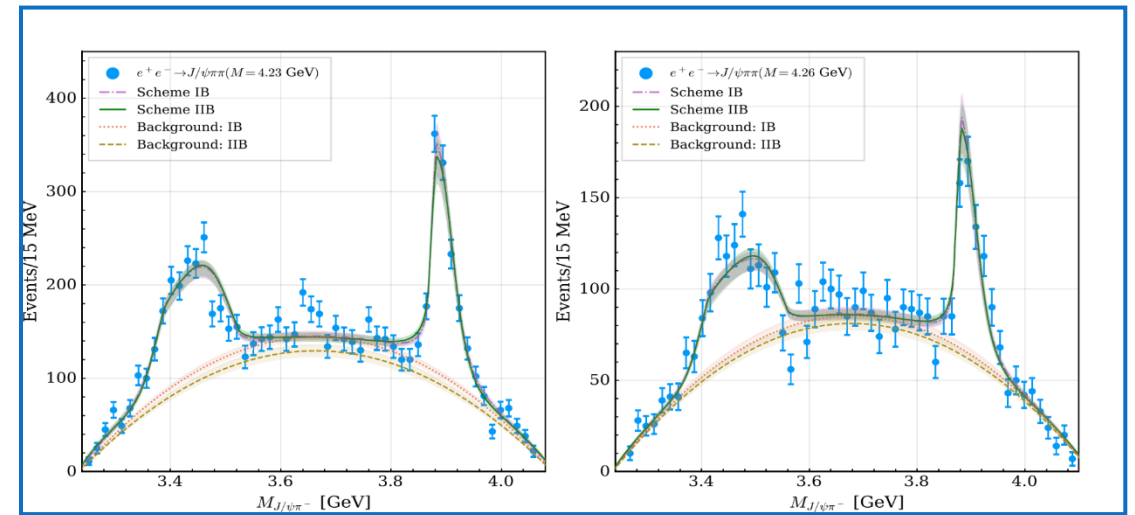 e⁺e⁻→J/ψππ(M=4.23 GeV)
Scheme IB
Scheme IIB
Background: IB
Background: IIB
400
300
200
100
0
Events/15 MeV
3.4 3.6 3.8 4.0
M_{J/ψπ⁻} [GeV]
e⁺e⁻→J/ψππ(M=4.26 GeV)
Scheme IB
Scheme IIB
Background: IB
Background: IIB
200
150
100
50
0
Events/15 MeV
3.4 3.6 3.8 4.0
M_{J/ψπ⁻} [GeV]